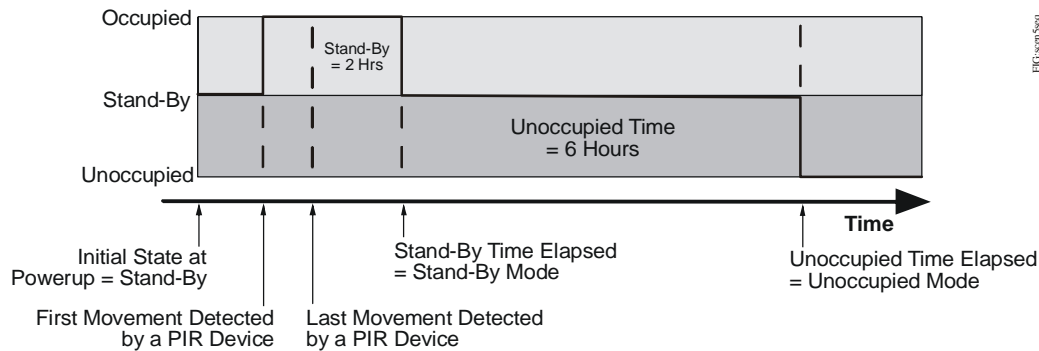 Occupied
Stand-By
= 2 Hrs
Stand-By
Unoccupied Time
= 6 Hours
Unoccupied
Time
Initial State at
Powerup = Stand-By
Stand-By Time Elapsed
= Stand-By Mode
Unoccupied Time Elapsed
= Unoccupied Mode
First Movement Detected
by a PIR Device
Last Movement Detected
by a PIR Device